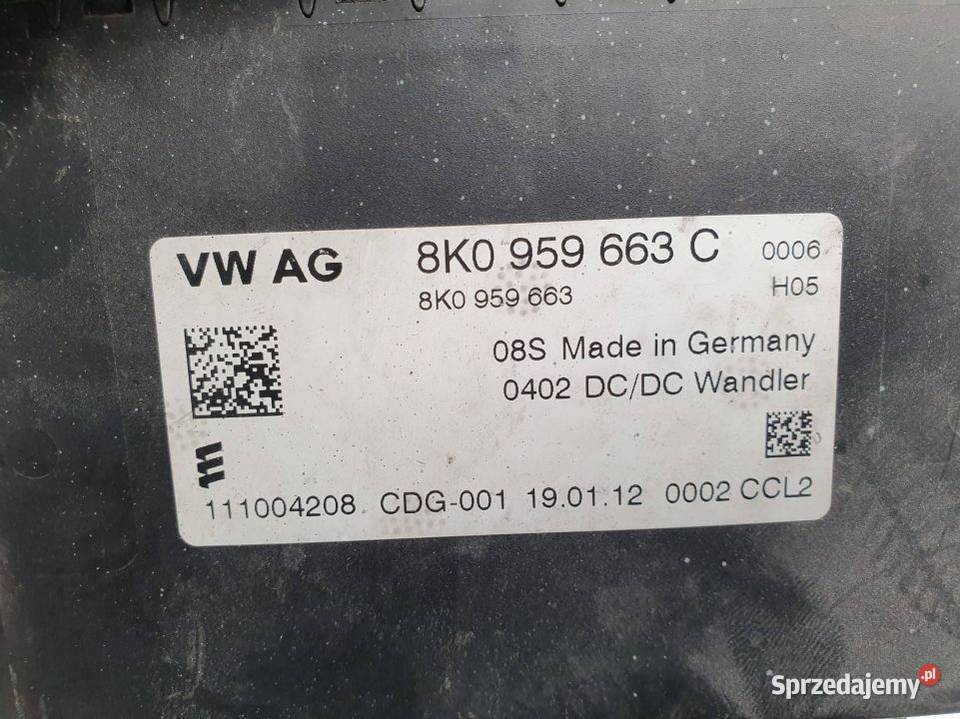 VW AG 8K0 959 663 C 0006
8K0 959 663 H05
08S Made in Germany
0402 DC/DC Wandler
111004208 CDG-001 19.01.12 0002 CCL2
Sprzedajemy.pl